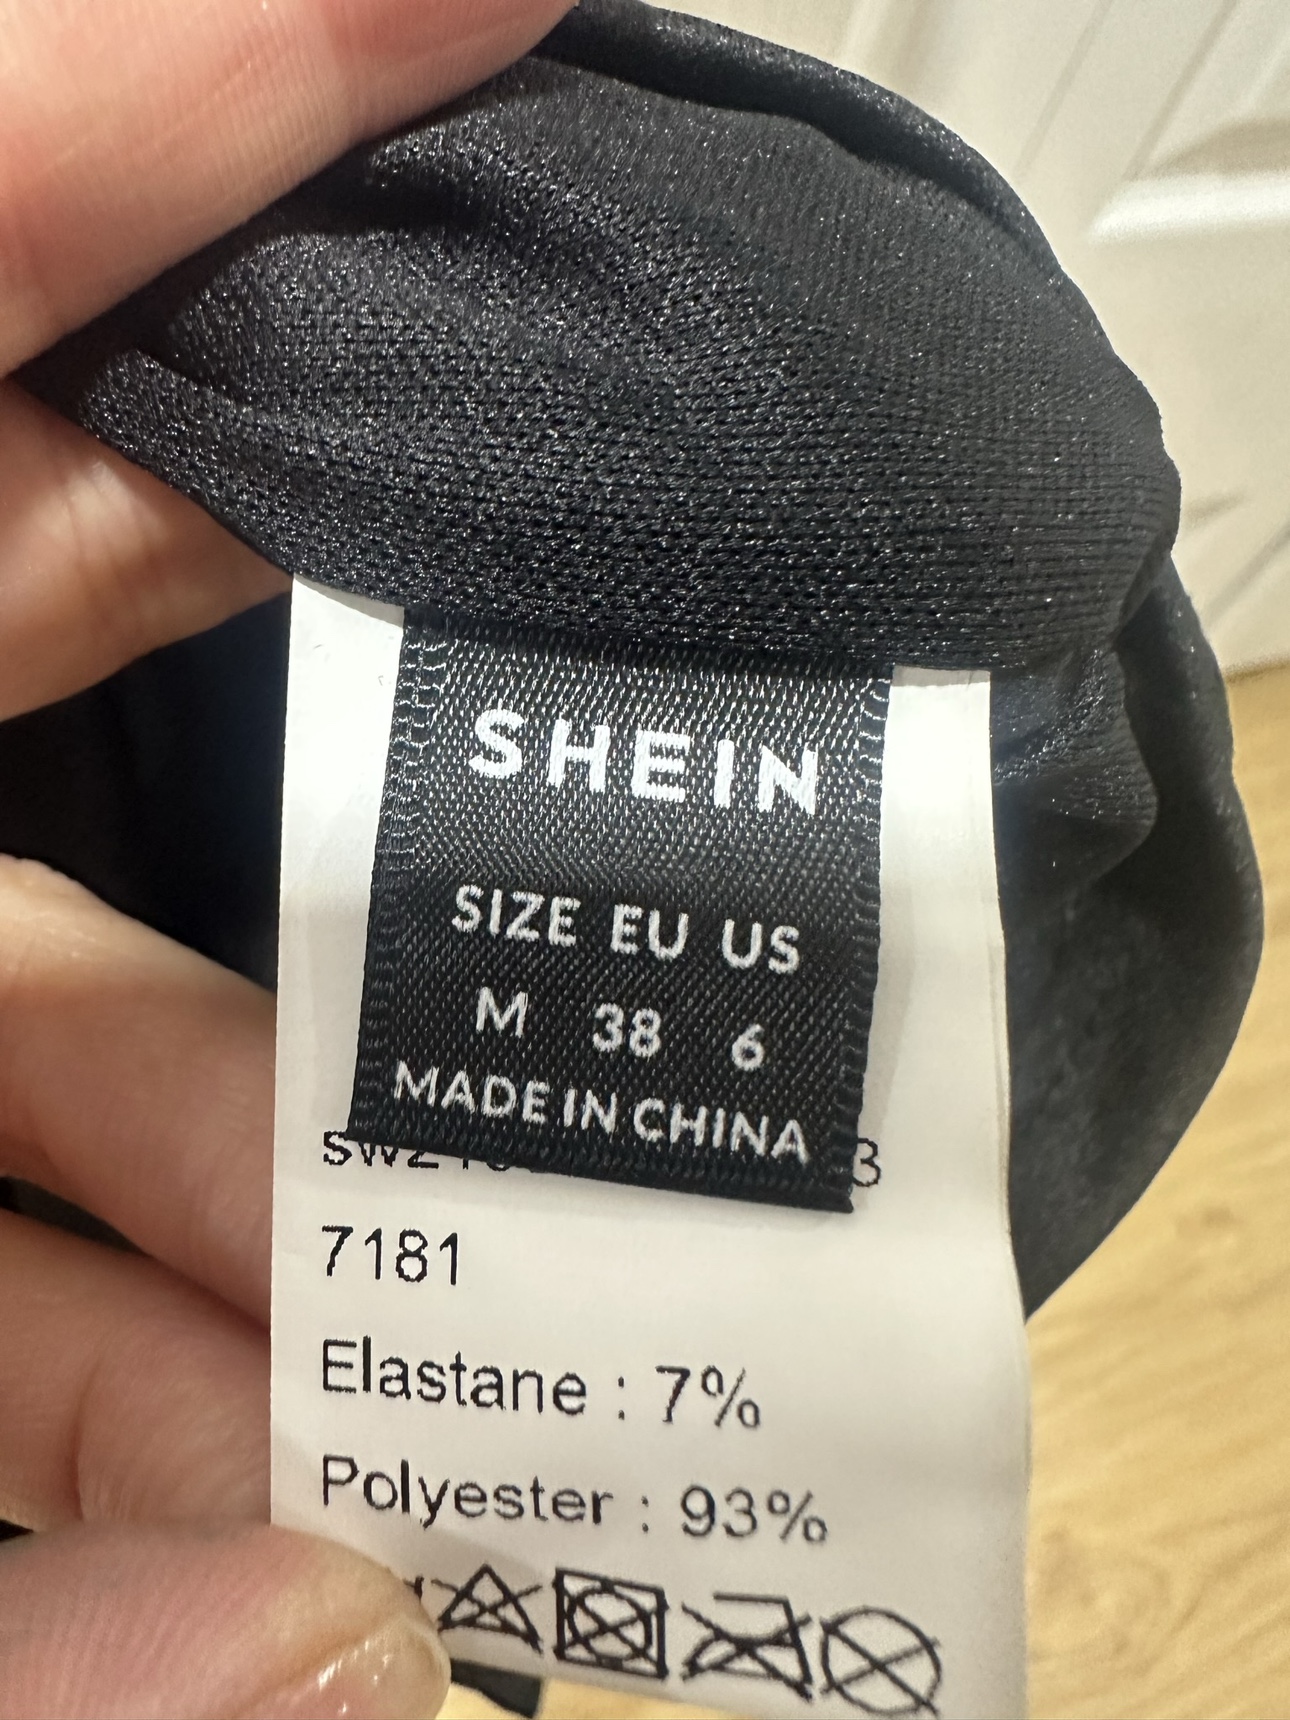 SHEIN
SIZE EU US
M 38 6
MADE IN CHINA
7181
Elastane : 7%
Polyester : 93%